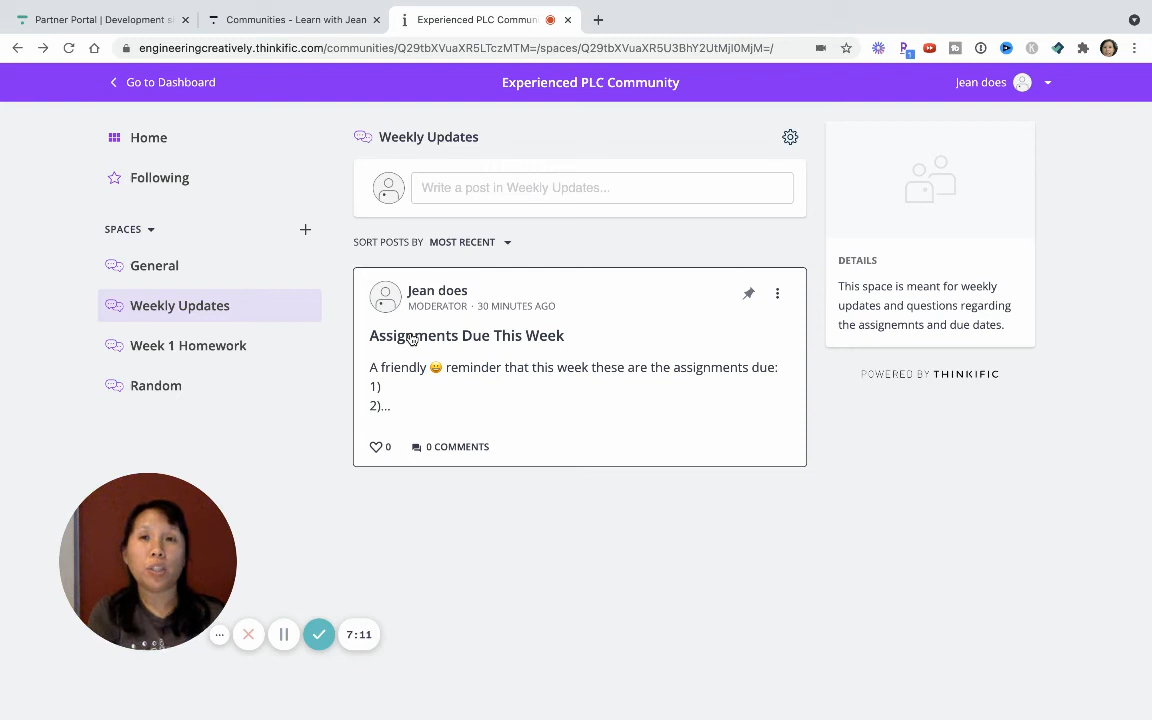 Partner Portal | Development s
Communities - Learn with Jean
Experienced PLC Commun
engineeringcreatively.thinkific.com/communities/Q29tbXVuaXR5LTczMTM=/spaces/Q29tbXVuaXR5U3BhY2UtMjI0MjM=/
Go to Dashboard
Experienced PLC Community
Jean does
Home
Following
SPACES
General
Weekly Updates
Week 1 Homework
Random
Weekly Updates
Write a post in Weekly Updates...
SORT POSTS BY MOST RECENT
Jean does
MODERATOR · 30 MINUTES AGO
Assignments Due This Week
A friendly 😀 reminder that this week these are the assignments due:
1)
2)...
0 0 COMMENTS
DETAILS
This space is meant for weekly
updates and questions regarding
the assignemnts and due dates.
POWERED BY THINKIFIC
7:11